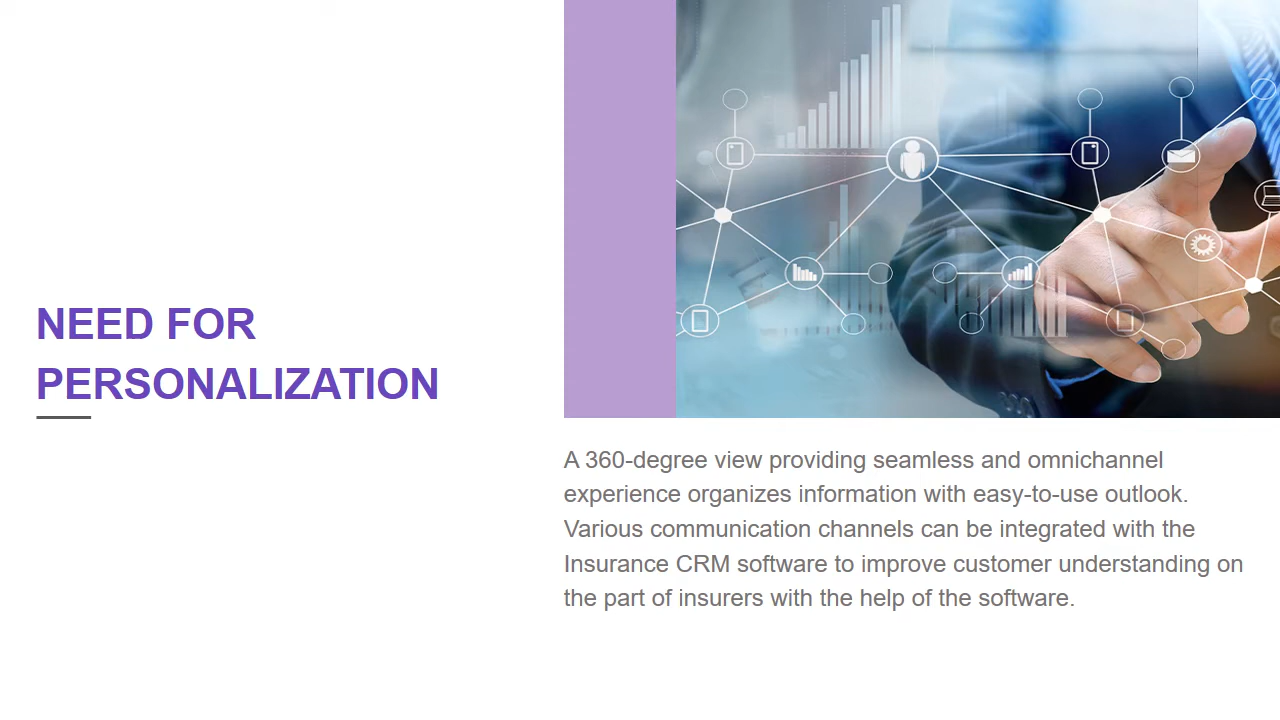 NEED FOR
PERSONALIZATION
A 360-degree view providing seamless and omnichannel
experience organizes information with easy-to-use outlook.
Various communication channels can be integrated with the
Insurance CRM software to improve customer understanding on
the part of insurers with the help of the software.